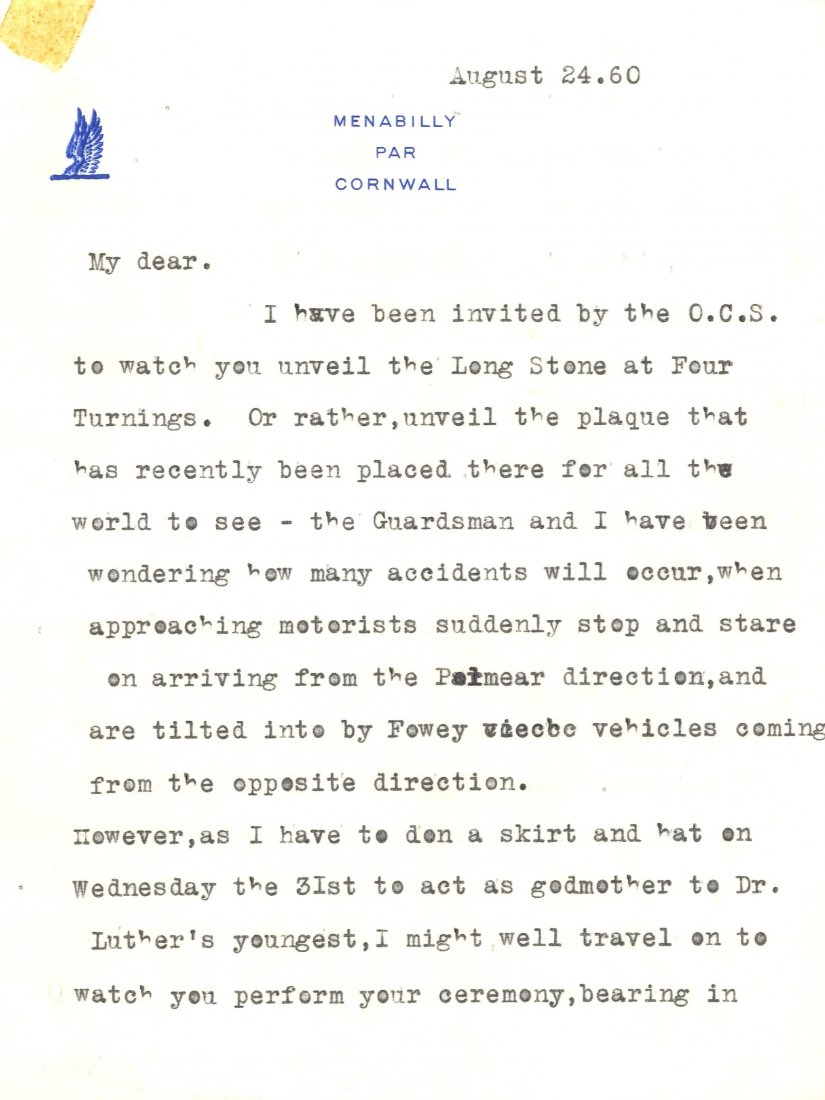 August 24.60
MENABILLY
PAR
CORNWALL
My dear.
I have been invited by the O.C.S.
to watch you unveil the Long Stone at Four
Turnings. Or rather,unveil the plaque that
has recently been placed there for all the
world to see - the Guardsman and I have been
wondering how many accidents will occur,when
approaching motorists suddenly stop and stare
on arriving from the Polmear direction,and
are tilted into by Fowey vehicles coming
from the opposite direction.
However,as I have to don a skirt and hat on
Wednesday the 3Ist to act as godmother to Dr.
Luther's youngest,I might well travel on to
watch you perform your ceremony,bearing in